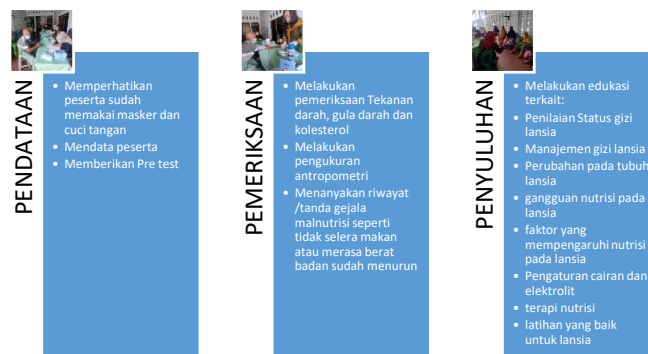 PENDATAAN
• Memperhatikan
peserta sudah
memakai masker dan
cuci tangan
• Mendata peserta
• Memberikan Pre test
PEMERIKSAAN
• Melakukan
pemeriksaan Tekanan
darah, gula darah dan
kolesterol
• Melakukan
pengukuran
antropometri
• Menanyakan riwayat
/tanda gejala
malnutrisi seperti
tidak selera makan
atau merasa berat
badan sudah menurun
PENYULUHAN
• Melakukan edukasi
terkait:
• Penilaian Status gizi
lansia
• Manajemen gizi lansia
• Perubahan pada tubuh
lansia
• gangguan nutrisi pada
lansia
• faktor yang
mempengaruhi nutrisi
pada lansia
• Pengaturan cairan dan
elektrolit
• terapi nutrisi
• latihan yang baik
untuk lansia